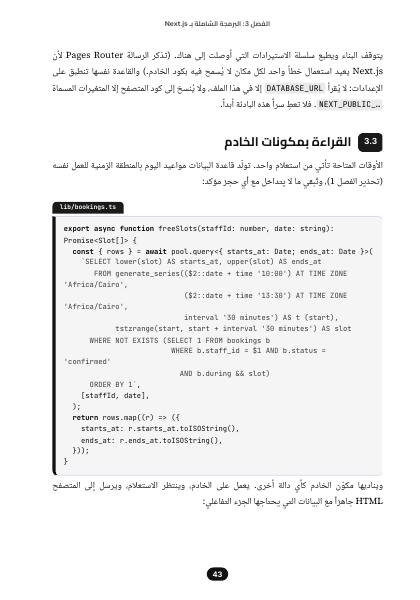 الفصل 3: البرمجة الشاملة بـ Next.js
يتوقف البناء ويطبع سلسلة الاستيرادات التي أوصلت إلى هناك. (تذكر الرسالة Pages Router لأن
Next.js يعيد استعمال خطأ واحد لكل مكان لا يُسمح فيه بكود الخادم.) والقاعدة نفسها تنطبق على
الإعدادات: لا يُقرأ DATABASE_URL إلا في هذا الملف، ولا يُنسخ إلى كود المتصفح إلا المتغيرات المسماة
NEXT_PUBLIC_… . فلا تعطِ سراً هذه البادئة أبداً.
3.3 القراءة بمكونات الخادم
الأوقات المتاحة تأتي من استعلام واحد. تولّد قاعدة البيانات مواعيد اليوم بالمنطقة الزمنية للعمل نفسه
(تحذير الفصل 1)، وتُبقي ما لا يتداخل مع أي حجز مؤكد:
lib/bookings.ts
export async function freeSlots(staffId: number, date: string):
Promise<Slot[]> {
  const { rows } = await pool.query<{ starts_at: Date; ends_at: Date }>(
    `SELECT lower(slot) AS starts_at, upper(slot) AS ends_at
       FROM generate_series(($2::date + time '10:00') AT TIME ZONE
'Africa/Cairo',
                            ($2::date + time '13:30') AT TIME ZONE
'Africa/Cairo',
                            interval '30 minutes') AS t (start),
            tstzrange(start, start + interval '30 minutes') AS slot
      WHERE NOT EXISTS (SELECT 1 FROM bookings b
                         WHERE b.staff_id = $1 AND b.status =
'confirmed'
                           AND b.during && slot)
      ORDER BY 1`,
    [staffId, date],
  );
  return rows.map((r) => ({
    starts_at: r.starts_at.toISOString(),
    ends_at: r.ends_at.toISOString(),
  }));
}
ويناديها مكوّن الخادم كأي دالة أخرى. يعمل على الخادم، وينتظر الاستعلام، ويرسل إلى المتصفح
HTML جاهزاً مع البيانات التي يحتاجها الجزء التفاعلي:
43